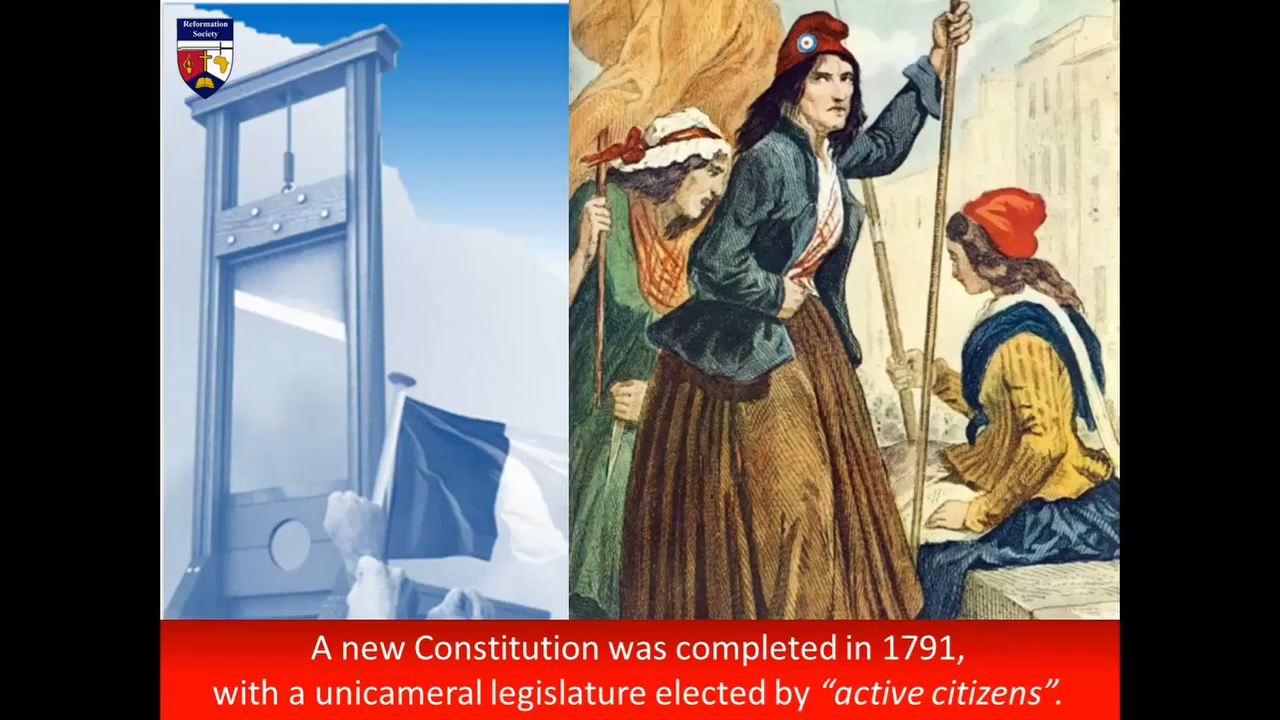 Reformation
Society
A new Constitution was completed in 1791,
with a unicameral legislature elected by “active citizens”.